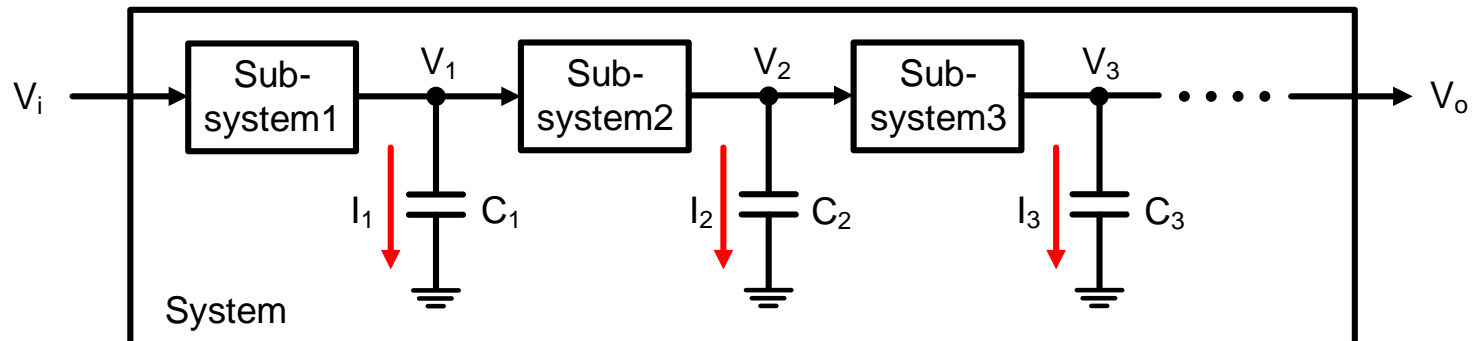 V₁
V₂
V₃
Vᵢ
Sub-
system1
Sub-
system2
Sub-
system3
Vₒ
I₁
C₁
I₂
C₂
I₃
C₃
System